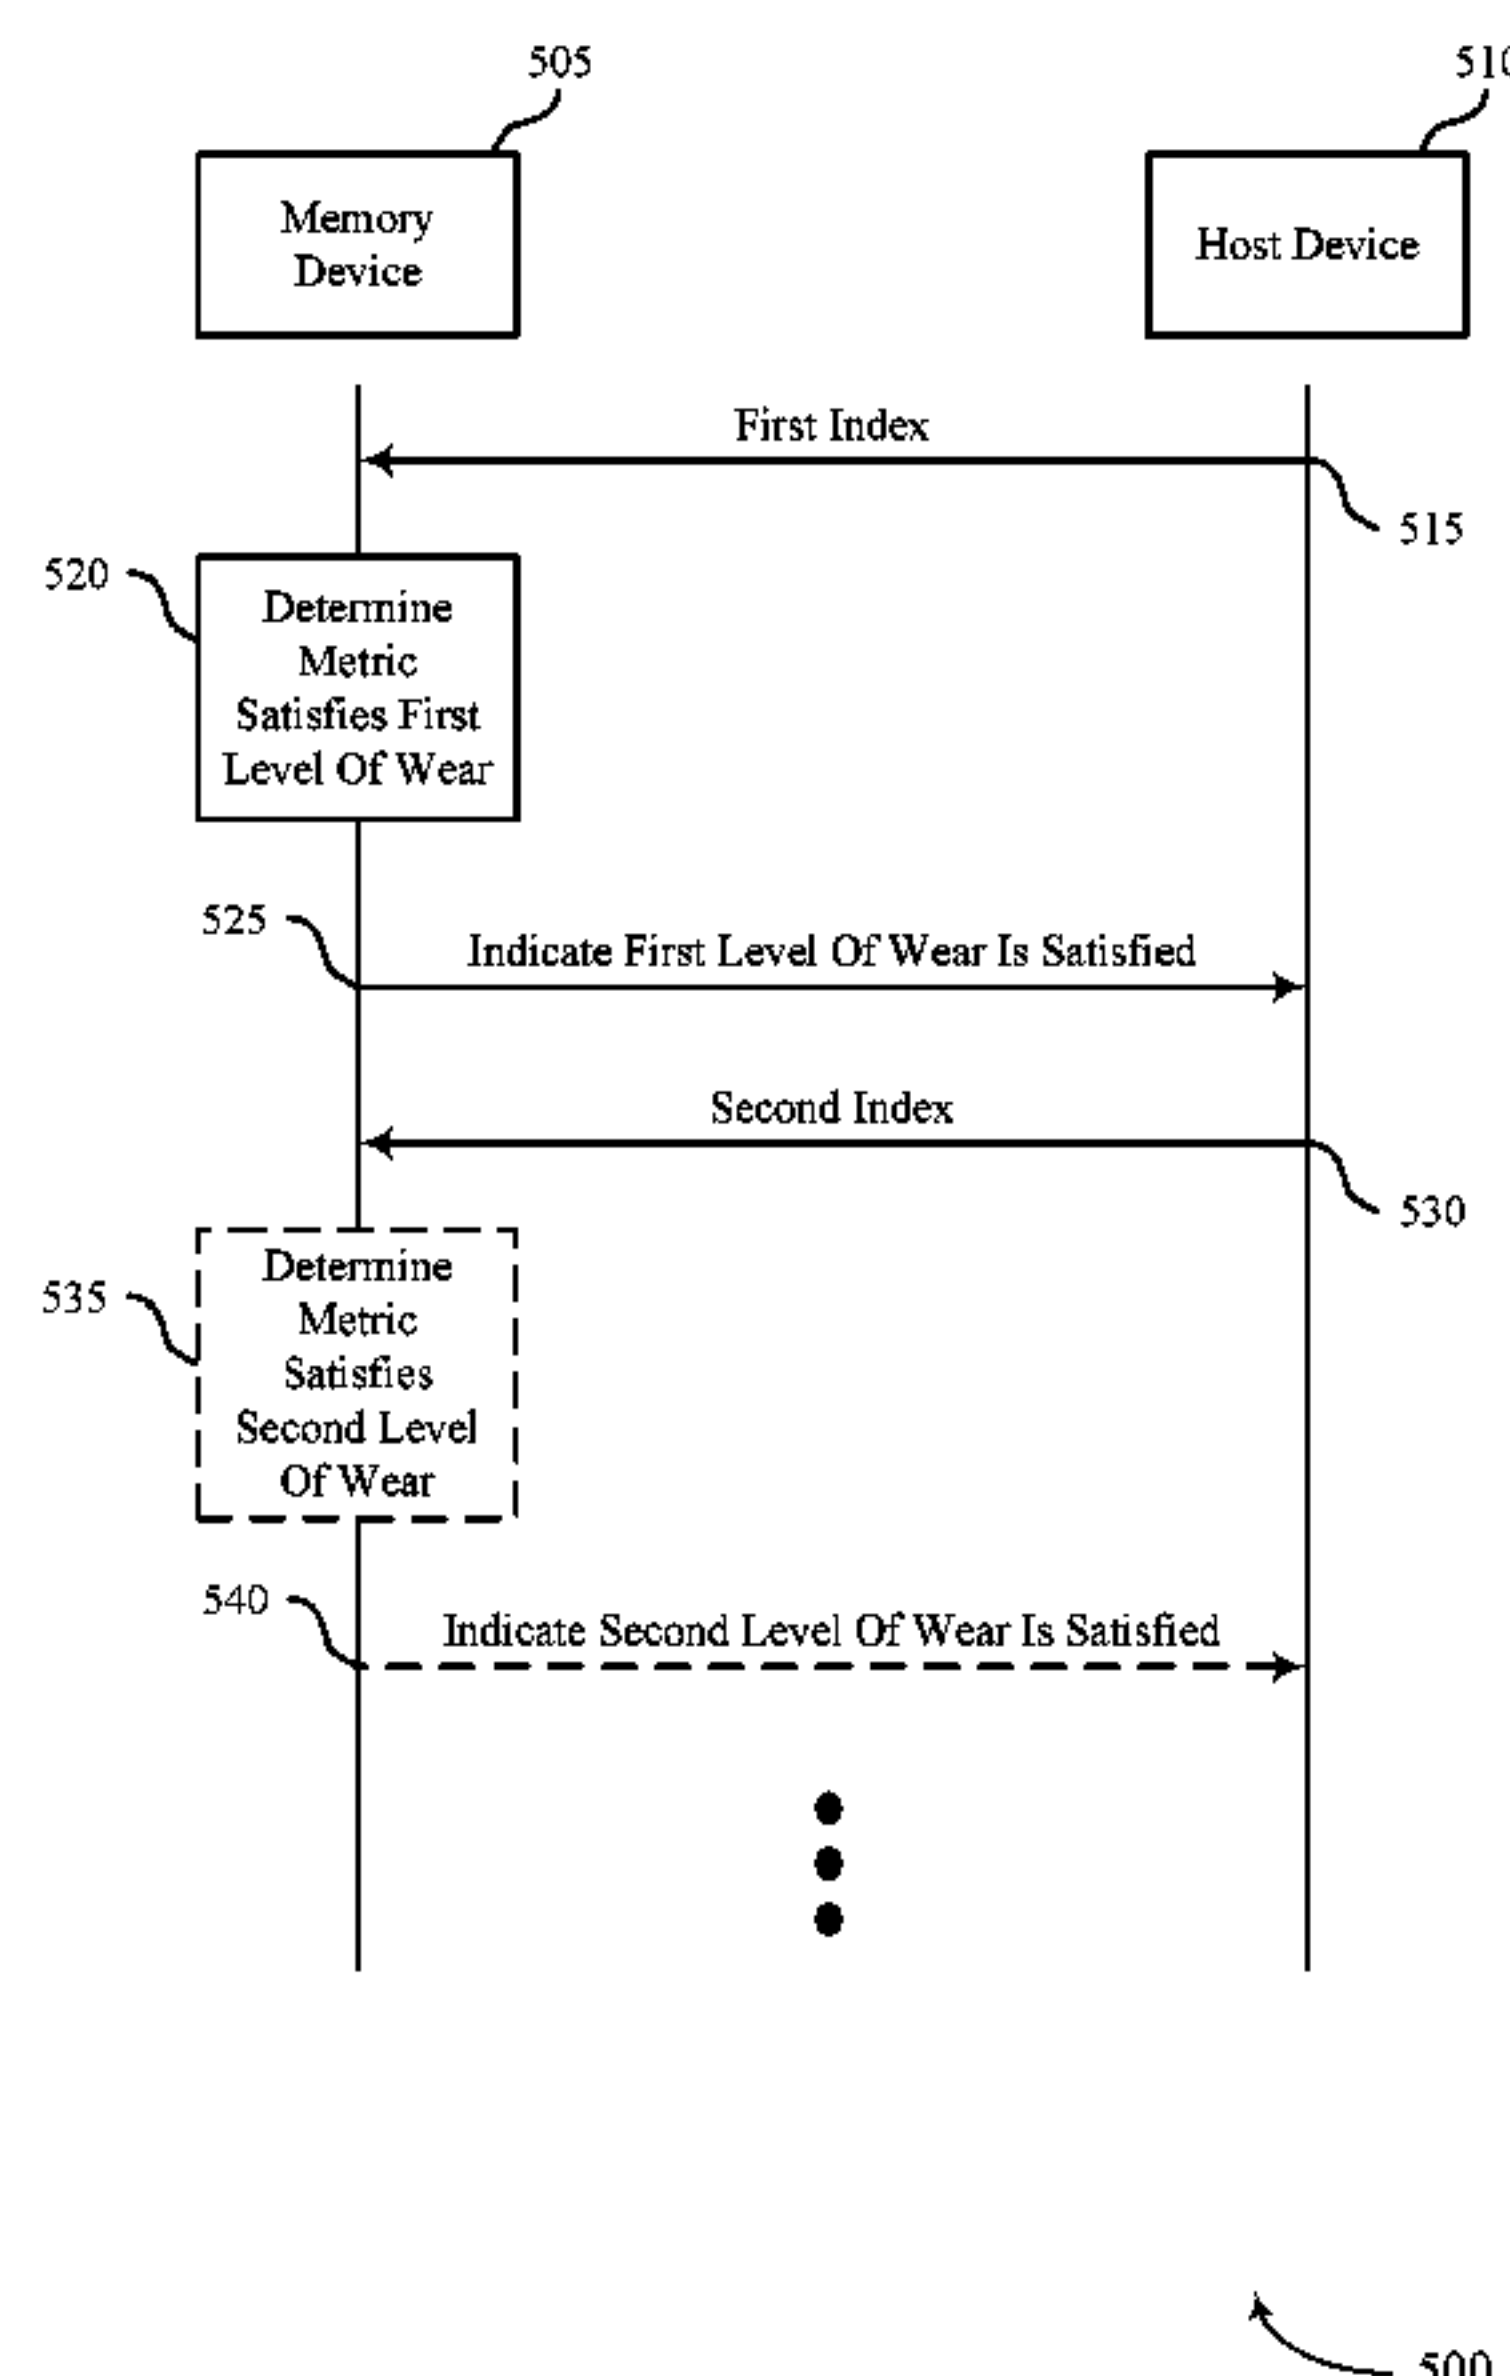 505
510
Memory
Device
Host Device
First Index
515
520
Determine
Metric
Satisfies First
Level Of Wear
525
Indicate First Level Of Wear Is Satisfied
Second Index
530
535
Determine
Metric
Satisfies
Second Level
Of Wear
540
Indicate Second Level Of Wear Is Satisfied
500